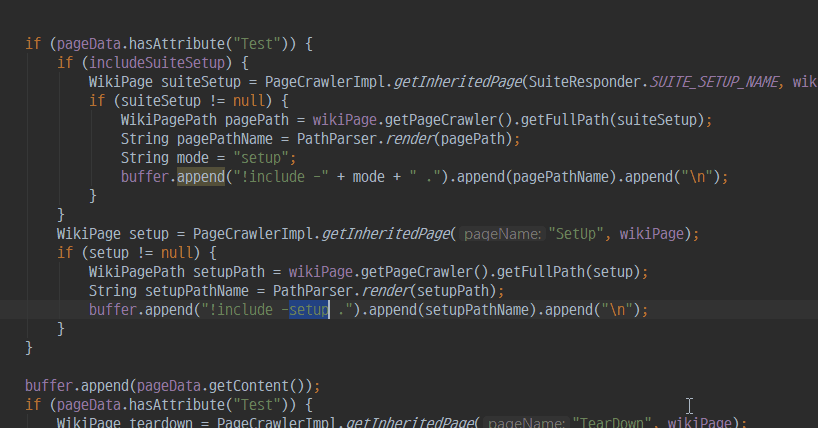 if (pageData.hasAttribute("Test")) {
if (includeSuiteSetup) {
WikiPage suiteSetup = PageCrawlerImpl.getInheritedPage(SuiteResponder.SUITE_SETUP_NAME, wik
if (suiteSetup != null) {
WikiPagePath pagePath = wikiPage.getPageCrawler().getFullPath(suiteSetup);
String pagePathName = PathParser.render(pagePath);
String mode = "setup";
buffer.append("!include -" + mode + " .").append(pagePathName).append("\n");
}
}
WikiPage setup = PageCrawlerImpl.getInheritedPage( pageName: "SetUp", wikiPage);
if (setup != null) {
WikiPagePath setupPath = wikiPage.getPageCrawler().getFullPath(setup);
String setupPathName = PathParser.render(setupPath);
buffer.append("!include -setup .").append(setupPathName).append("\n");
}
}
buffer.append(pageData.getContent());
if (pageData.hasAttribute("Test")) {
WikiPage teardown = PageCrawlerImpl.getInheritedPage( pageName: "TearDown", wikiPage);